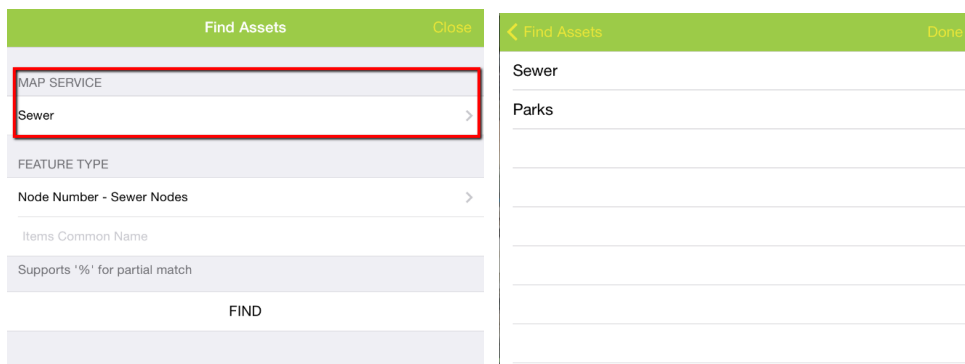 Find Assets
Close
MAP SERVICE
Sewer
FEATURE TYPE
Node Number - Sewer Nodes
Items Common Name
Supports '%' for partial match
FIND
Find Assets
Done
Sewer
Parks